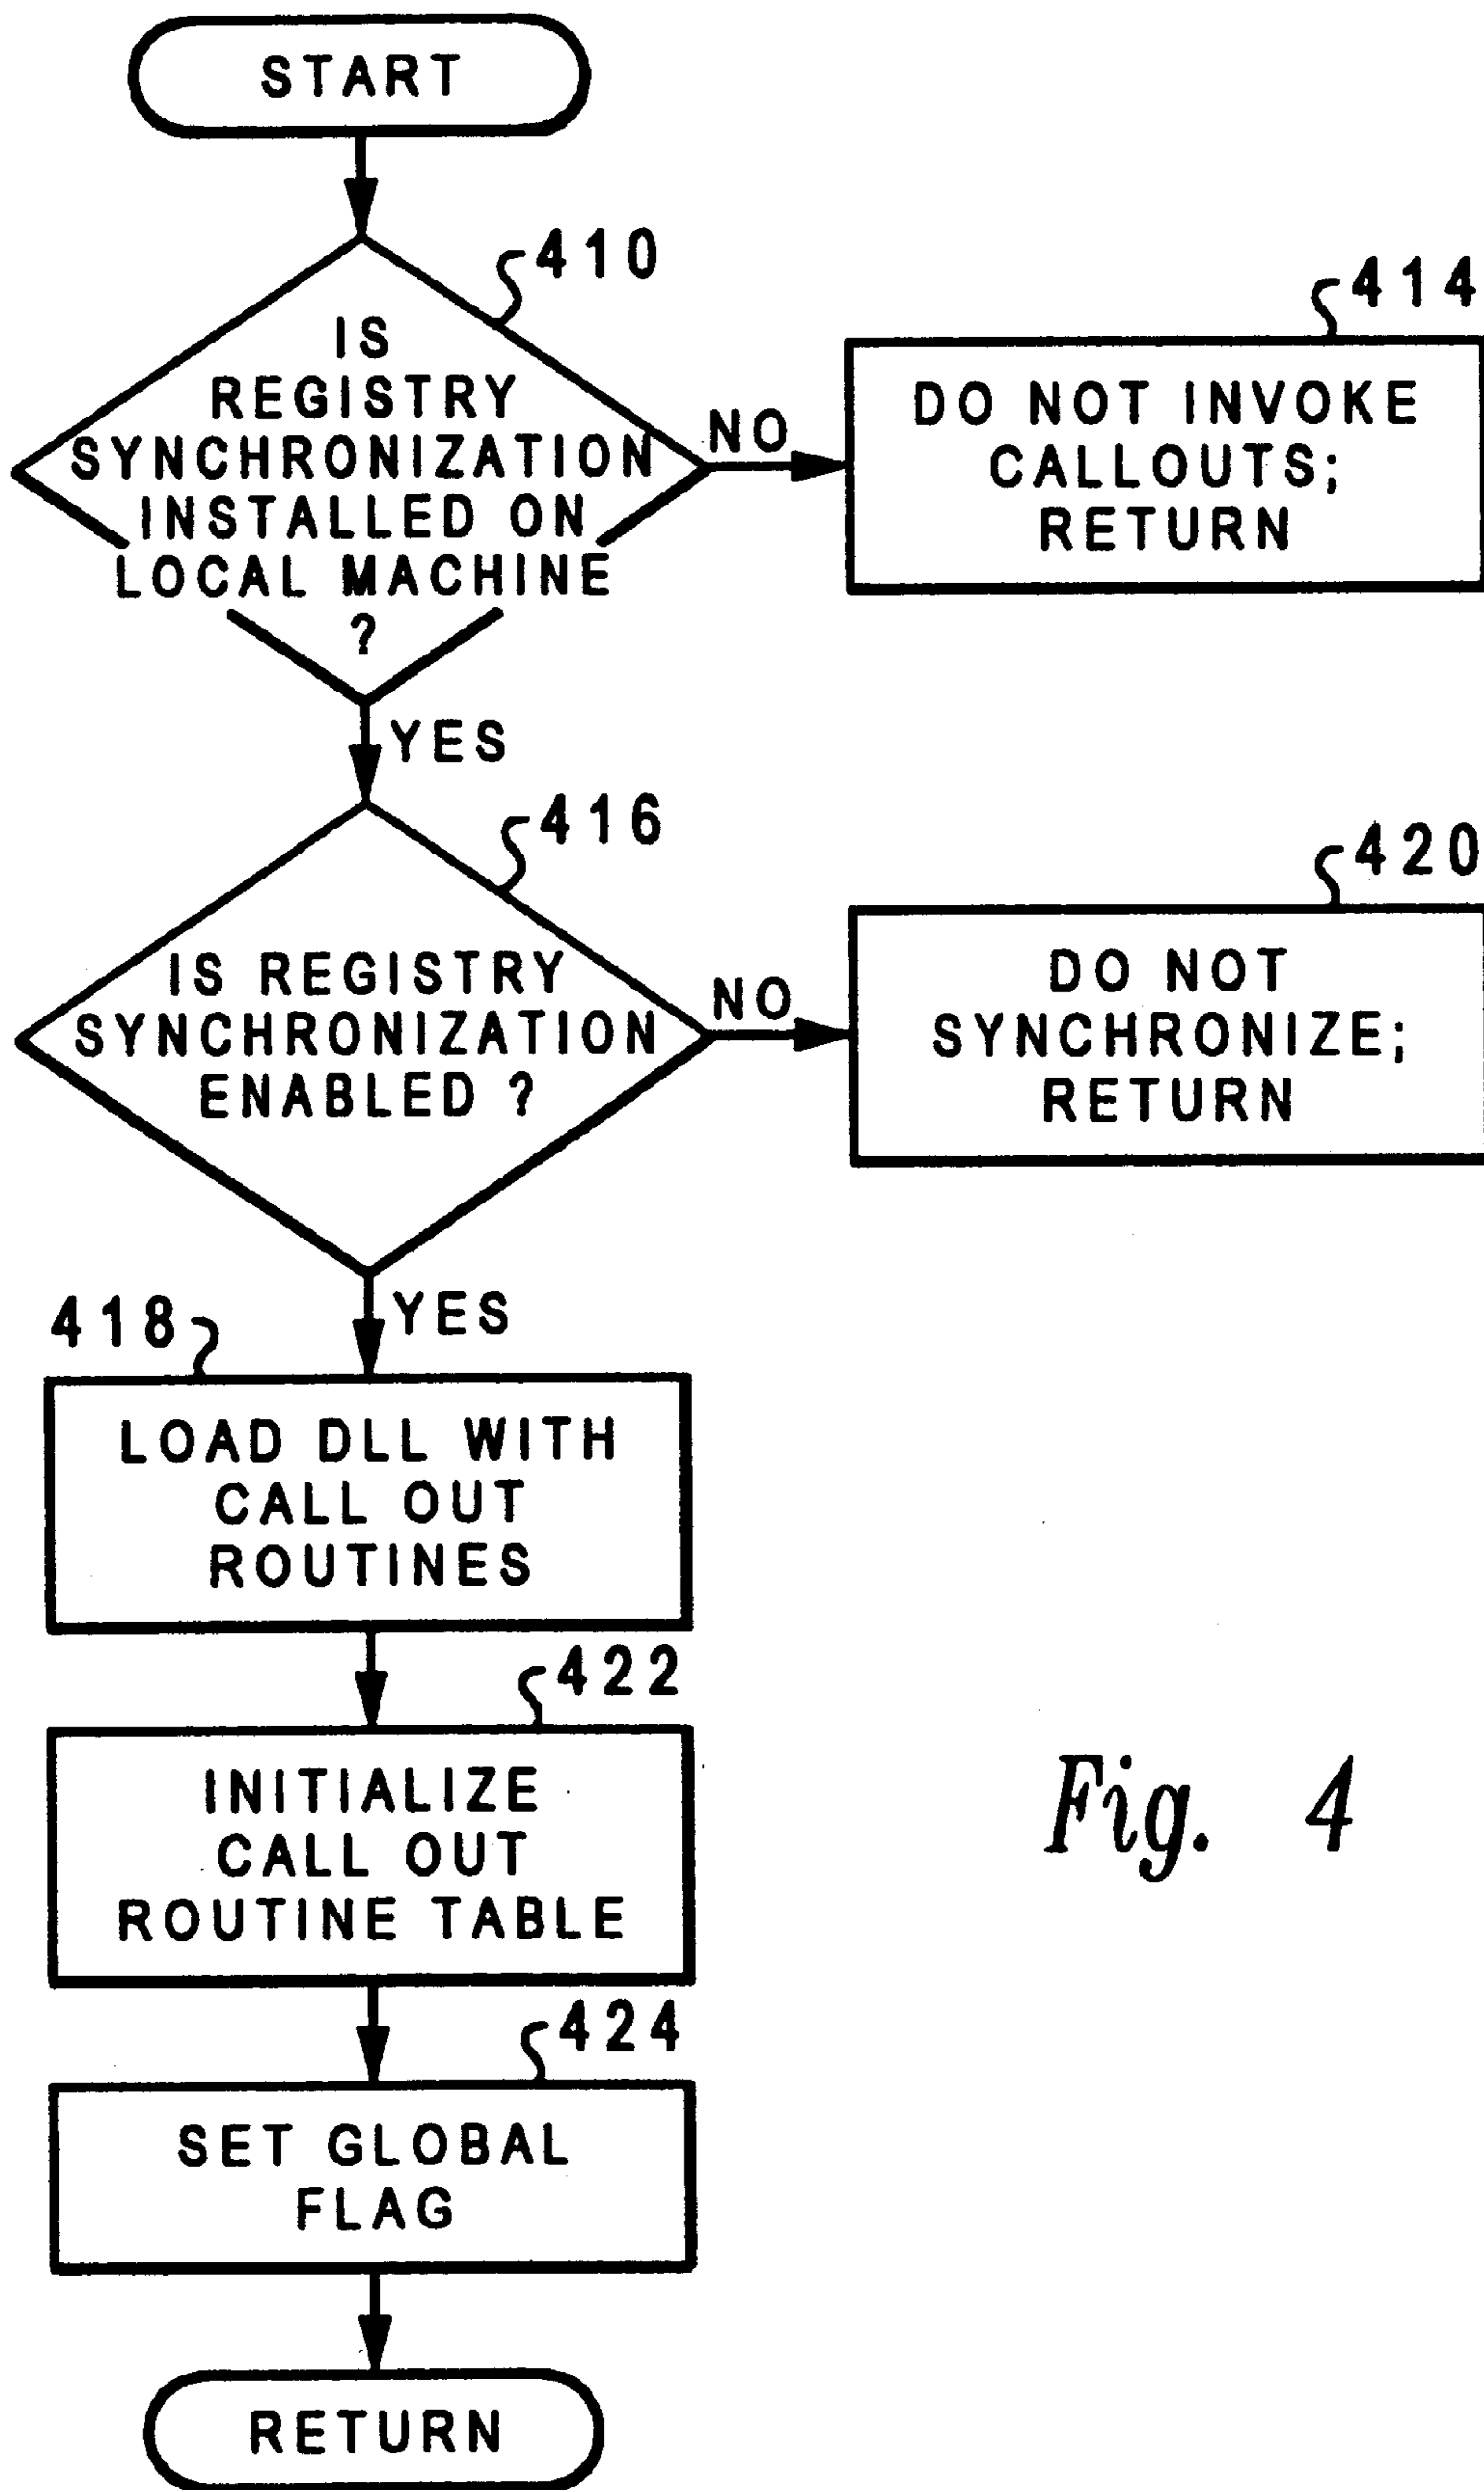 START
410
IS
REGISTRY
SYNCHRONIZATION
INSTALLED ON
LOCAL MACHINE
?
NO
414
DO NOT INVOKE
CALLOUTS;
RETURN
YES
416
IS REGISTRY
SYNCHRONIZATION
ENABLED ?
NO
420
DO NOT
SYNCHRONIZE;
RETURN
YES
418
LOAD DLL WITH
CALL OUT
ROUTINES
422
INITIALIZE
CALL OUT
ROUTINE TABLE
424
SET GLOBAL
FLAG
RETURN
Fig. 4